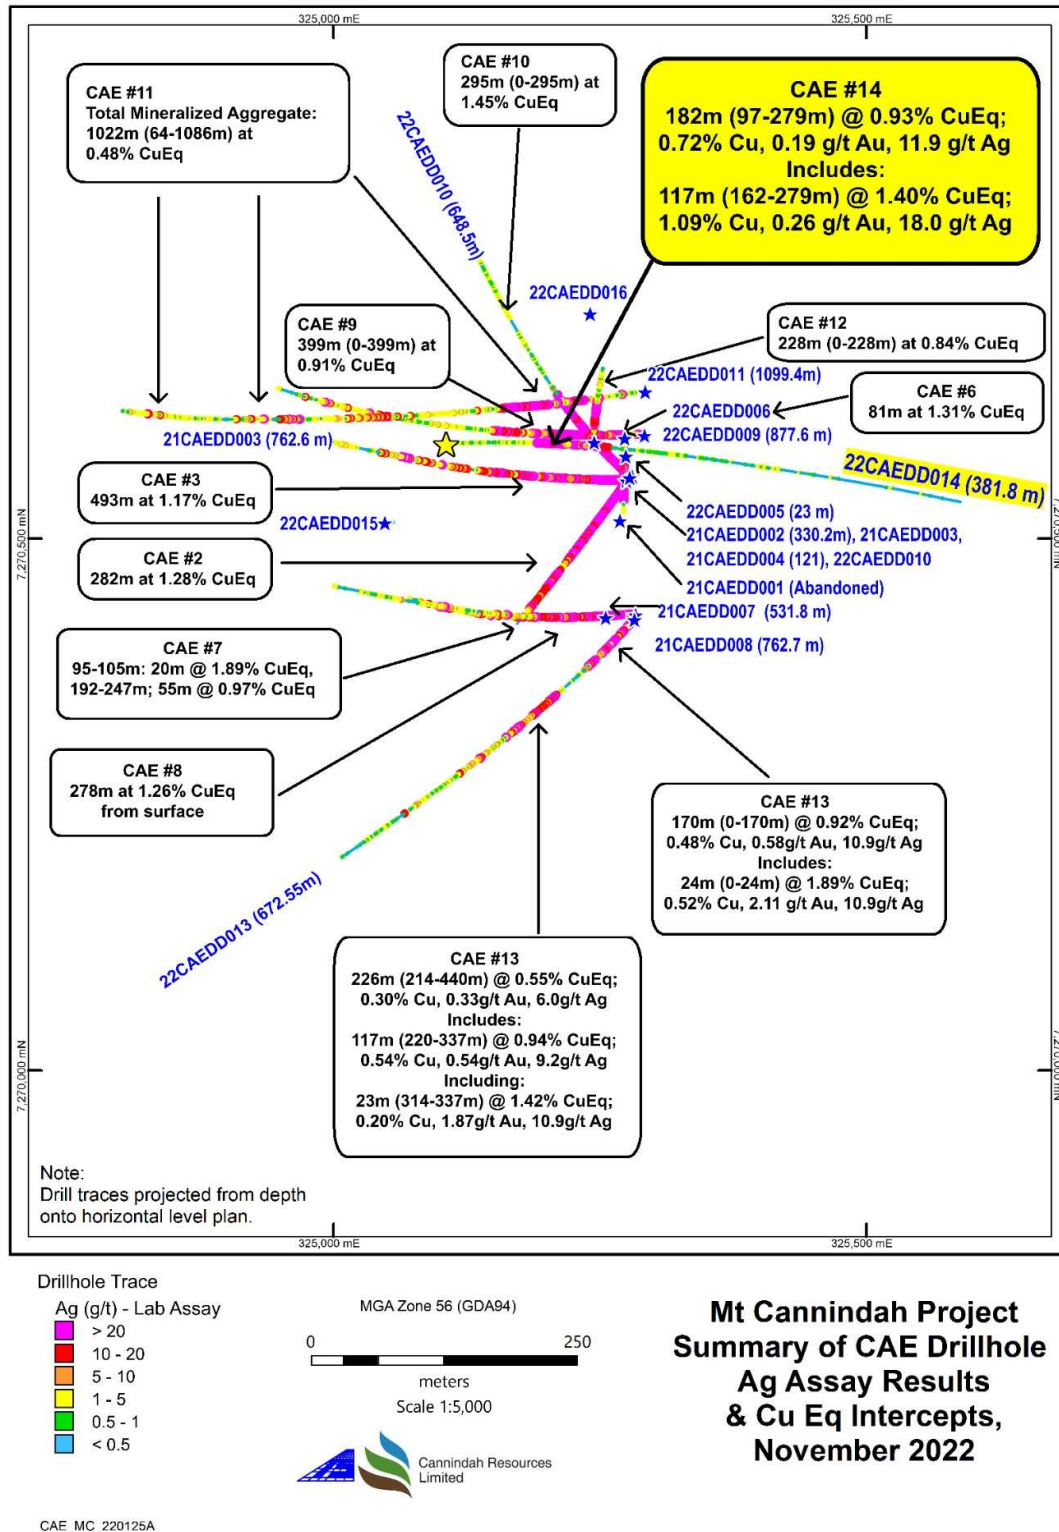 325,000 mE
325,500 mE
CAE #11
Total Mineralized Aggregate:
1022m (64-1086m) at
0.48% CuEq
CAE #10
295m (0-295m) at
1.45% CuEq
CAE #14
182m (97-279m) @ 0.93% CuEq;
0.72% Cu, 0.19 g/t Au, 11.9 g/t Ag
Includes:
117m (162-279m) @ 1.40% CuEq;
1.09% Cu, 0.26 g/t Au, 18.0 g/t Ag
22CAEDD010 (648.5m)
22CAEDD016
CAE #9
399m (0-399m) at
0.91% CuEq
CAE #12
228m (0-228m) at 0.84% CuEq
22CAEDD011 (1099.4m)
CAE #6
81m at 1.31% CuEq
22CAEDD006
22CAEDD009 (877.6 m)
21CAEDD003 (762.6 m)
22CAEDD014 (381.8 m)
CAE #3
493m at 1.17% CuEq
22CAEDD015
22CAEDD005 (23 m)
21CAEDD002 (330.2m), 21CAEDD003,
21CAEDD004 (121), 22CAEDD010
7,270,500 mN
7,270,500 mN
CAE #2
282m at 1.28% CuEq
21CAEDD001 (Abandoned)
21CAEDD007 (531.8 m)
21CAEDD008 (762.7 m)
CAE #7
95-105m: 20m @ 1.89% CuEq,
192-247m; 55m @ 0.97% CuEq
CAE #8
278m at 1.26% CuEq
from surface
CAE #13
170m (0-170m) @ 0.92% CuEq;
0.48% Cu, 0.58g/t Au, 10.9g/t Ag
Includes:
24m (0-24m) @ 1.89% CuEq;
0.52% Cu, 2.11 g/t Au, 10.9g/t Ag
22CAEDD013 (672.55m)
CAE #13
226m (214-440m) @ 0.55% CuEq;
0.30% Cu, 0.33g/t Au, 6.0g/t Ag
Includes:
117m (220-337m) @ 0.94% CuEq;
0.54% Cu, 0.54g/t Au, 9.2g/t Ag
Including:
23m (314-337m) @ 1.42% CuEq;
0.20% Cu, 1.87g/t Au, 10.9g/t Ag
7,270,000 mN
7,270,000 mN
Note:
Drill traces projected from depth
onto horizontal level plan.
325,000 mE
325,500 mE
Drillhole Trace
Ag (g/t) - Lab Assay
> 20
10 - 20
5 - 10
1 - 5
0.5 - 1
< 0.5
MGA Zone 56 (GDA94)
0 250
meters
Scale 1:5,000
Cannindah Resources
Limited
Mt Cannindah Project
Summary of CAE Drillhole
Ag Assay Results
& Cu Eq Intercepts,
November 2022
CAE MC 220125A